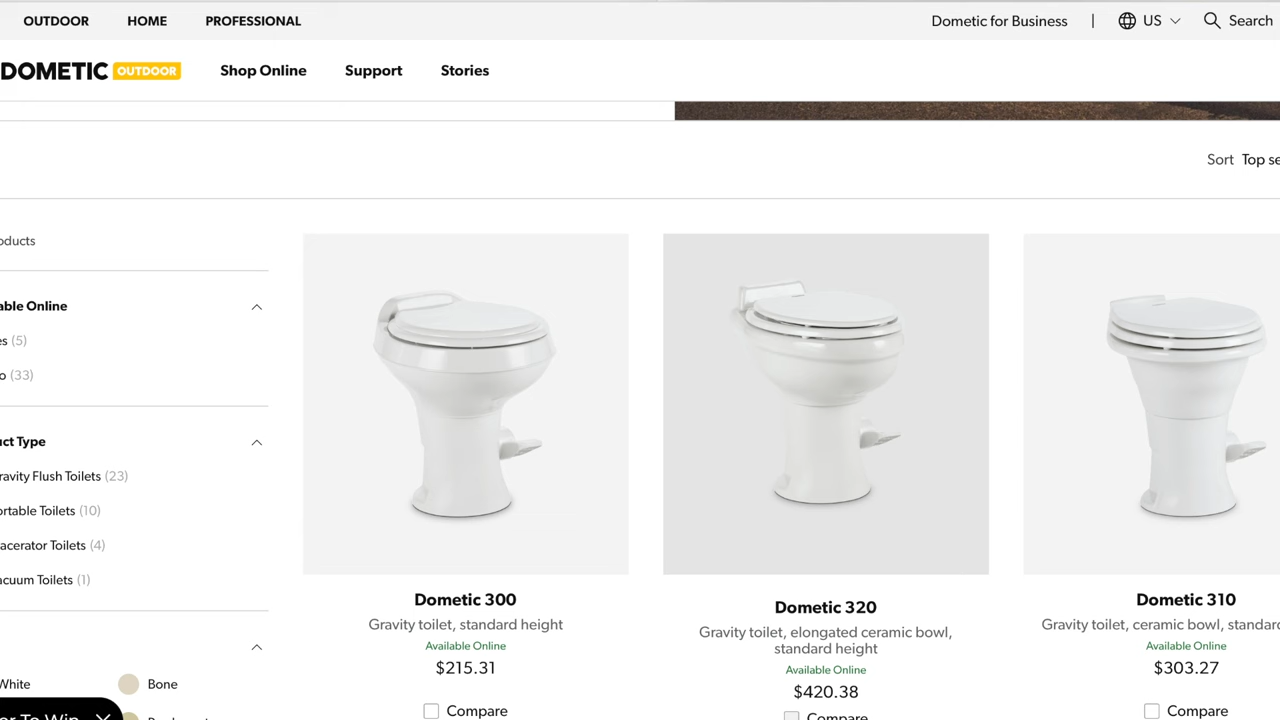 OUTDOOR HOME PROFESSIONAL Dometic for Business | US Search
DOMETIC OUTDOOR Shop Online Support Stories
Sort Top se
oducts
able Online
es (5)
o (33)
uct Type
ravity Flush Toilets (23)
ortable Toilets (10)
acerator Toilets (4)
acuum Toilets (1)
White Bone
er To Win
Dometic 300
Gravity toilet, standard height
Available Online
$215.31
Compare
Dometic 320
Gravity toilet, elongated ceramic bowl,
standard height
Available Online
$420.38
Compare
Dometic 310
Gravity toilet, ceramic bowl, standard
Available Online
$303.27
Compare